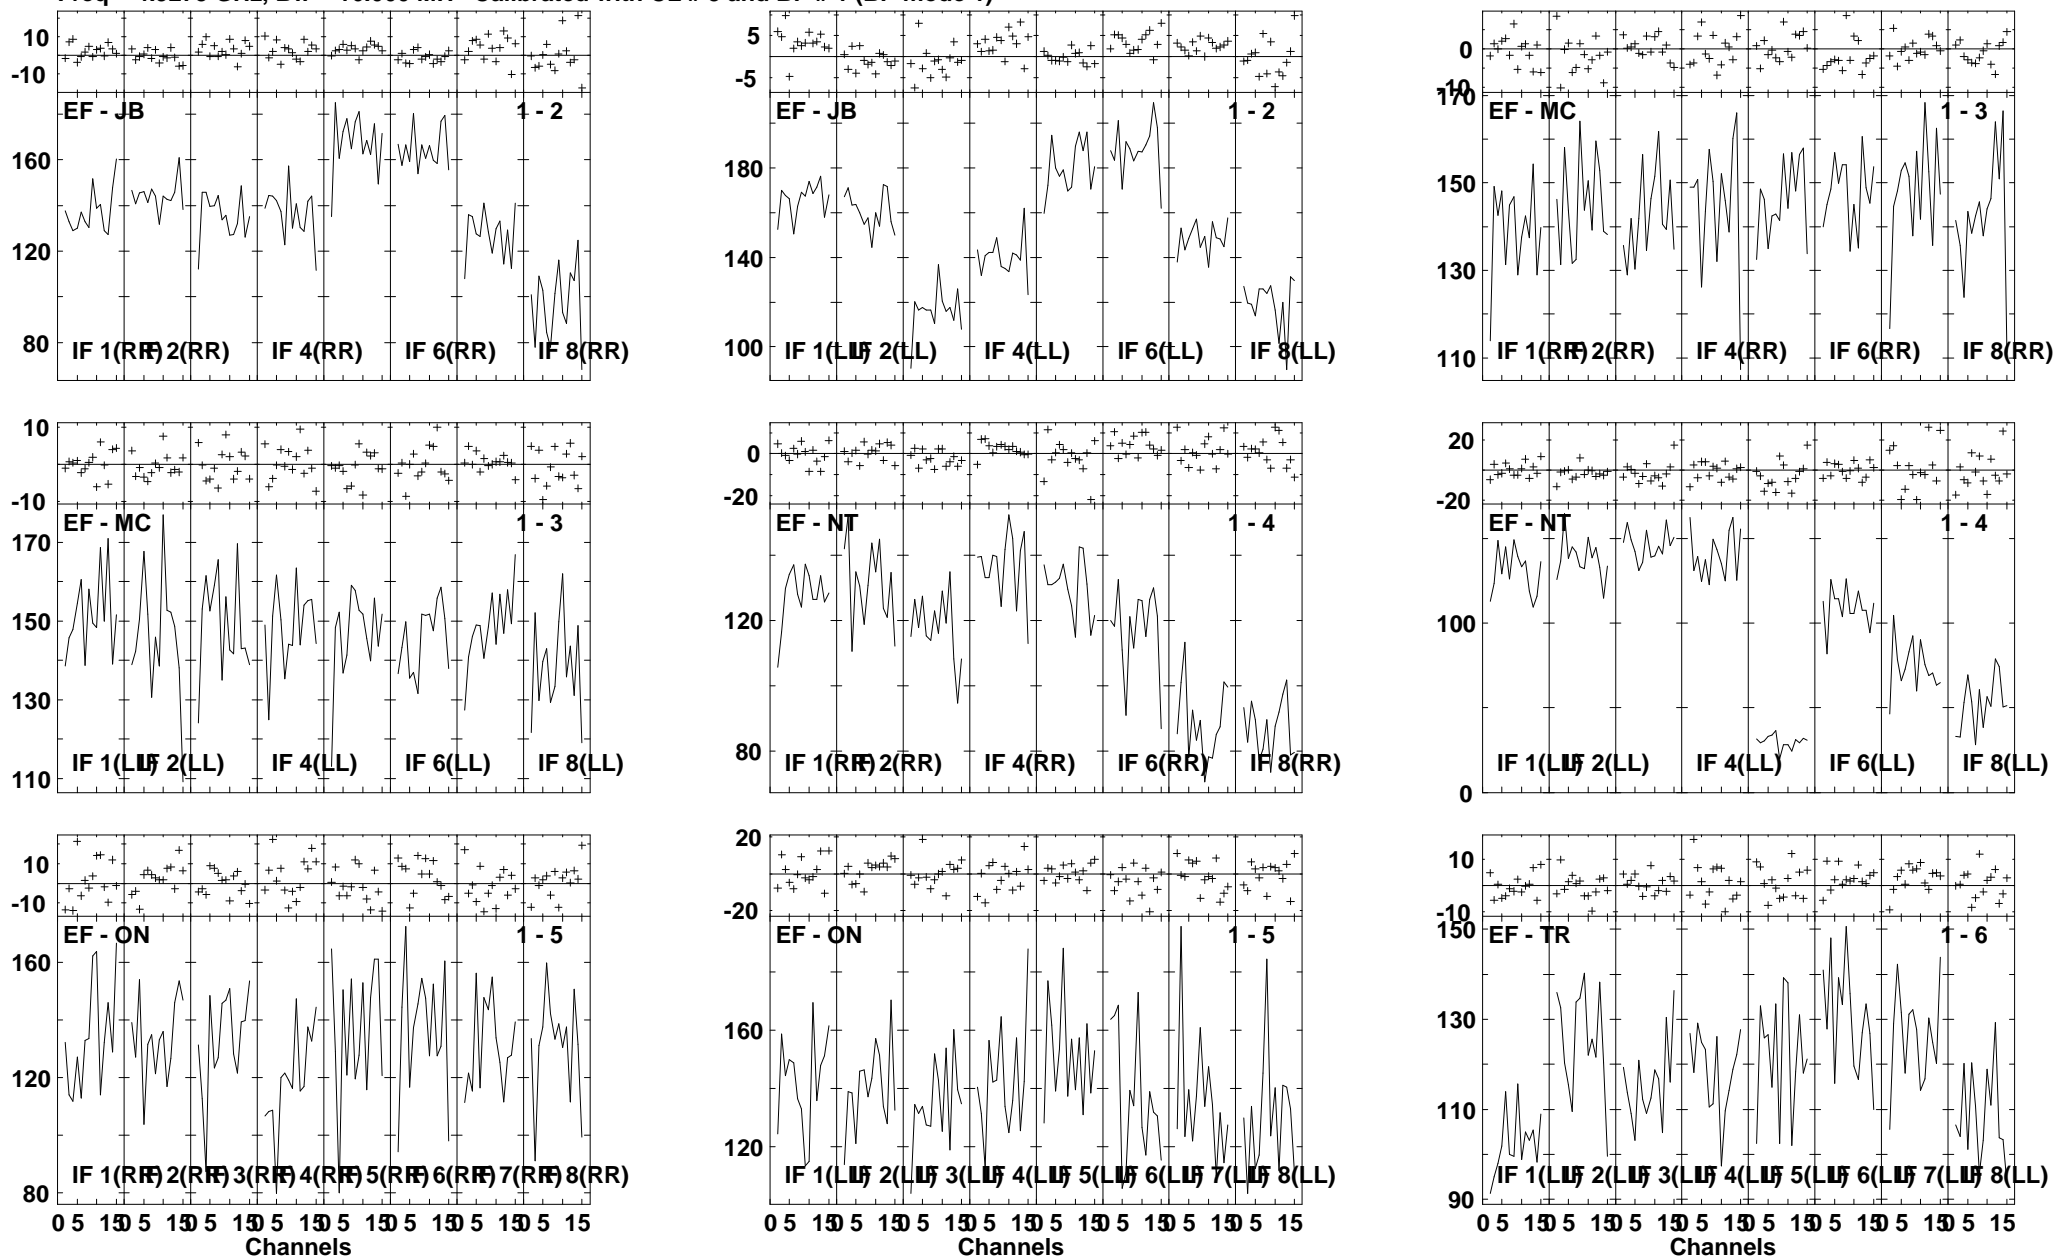 10
-10
EF - JB 1 - 2
160
120
80
IF 1(RR) IF 2(RR) IF 4(RR) IF 6(RR) IF 8(RR)
5
-5
EF - JB 1 - 2
180
140
100
IF 1(LL) IF 2(LL) IF 4(LL) IF 6(LL) IF 8(LL)
0
-10
170
EF - MC 1 - 3
150
130
110
IF 1(RR) IF 2(RR) IF 4(RR) IF 6(RR) IF 8(RR)
10
-10
EF - MC 1 - 3
170
150
130
110
IF 1(LL) IF 2(LL) IF 4(LL) IF 6(LL) IF 8(LL)
0
-20
EF - NT 1 - 4
120
80
IF 1(RR) IF 2(RR) IF 4(RR) IF 6(RR) IF 8(RR)
20
-20
EF - NT 1 - 4
100
0
IF 1(LL) IF 2(LL) IF 4(LL) IF 6(LL) IF 8(LL)
10
-10
EF - ON 1 - 5
160
120
80
IF 1(RR) IF 2(RR) IF 3(RR) IF 4(RR) IF 5(RR) IF 6(RR) IF 7(RR) IF 8(RR)
0 5 15 0 5 15 0 5 15 0 5 15 0 5 15 0 5 15 0 5 15 0 5 15
Channels
20
-20
EF - ON 1 - 5
160
120
IF 1(LL) IF 2(LL) IF 3(LL) IF 4(LL) IF 5(LL) IF 6(LL) IF 7(LL) IF 8(LL)
0 5 15 0 5 15 0 5 15 0 5 15 0 5 15 0 5 15 0 5 15 0 5 15
Channels
10
-10
150
EF - TR 1 - 6
130
110
90
IF 1(LL) IF 2(LL) IF 3(LL) IF 4(LL) IF 5(LL) IF 6(LL) IF 7(LL) IF 8(LL)
0 5 15 0 5 15 0 5 15 0 5 15 0 5 15 0 5 15 0 5 15 0 5 15
Channels